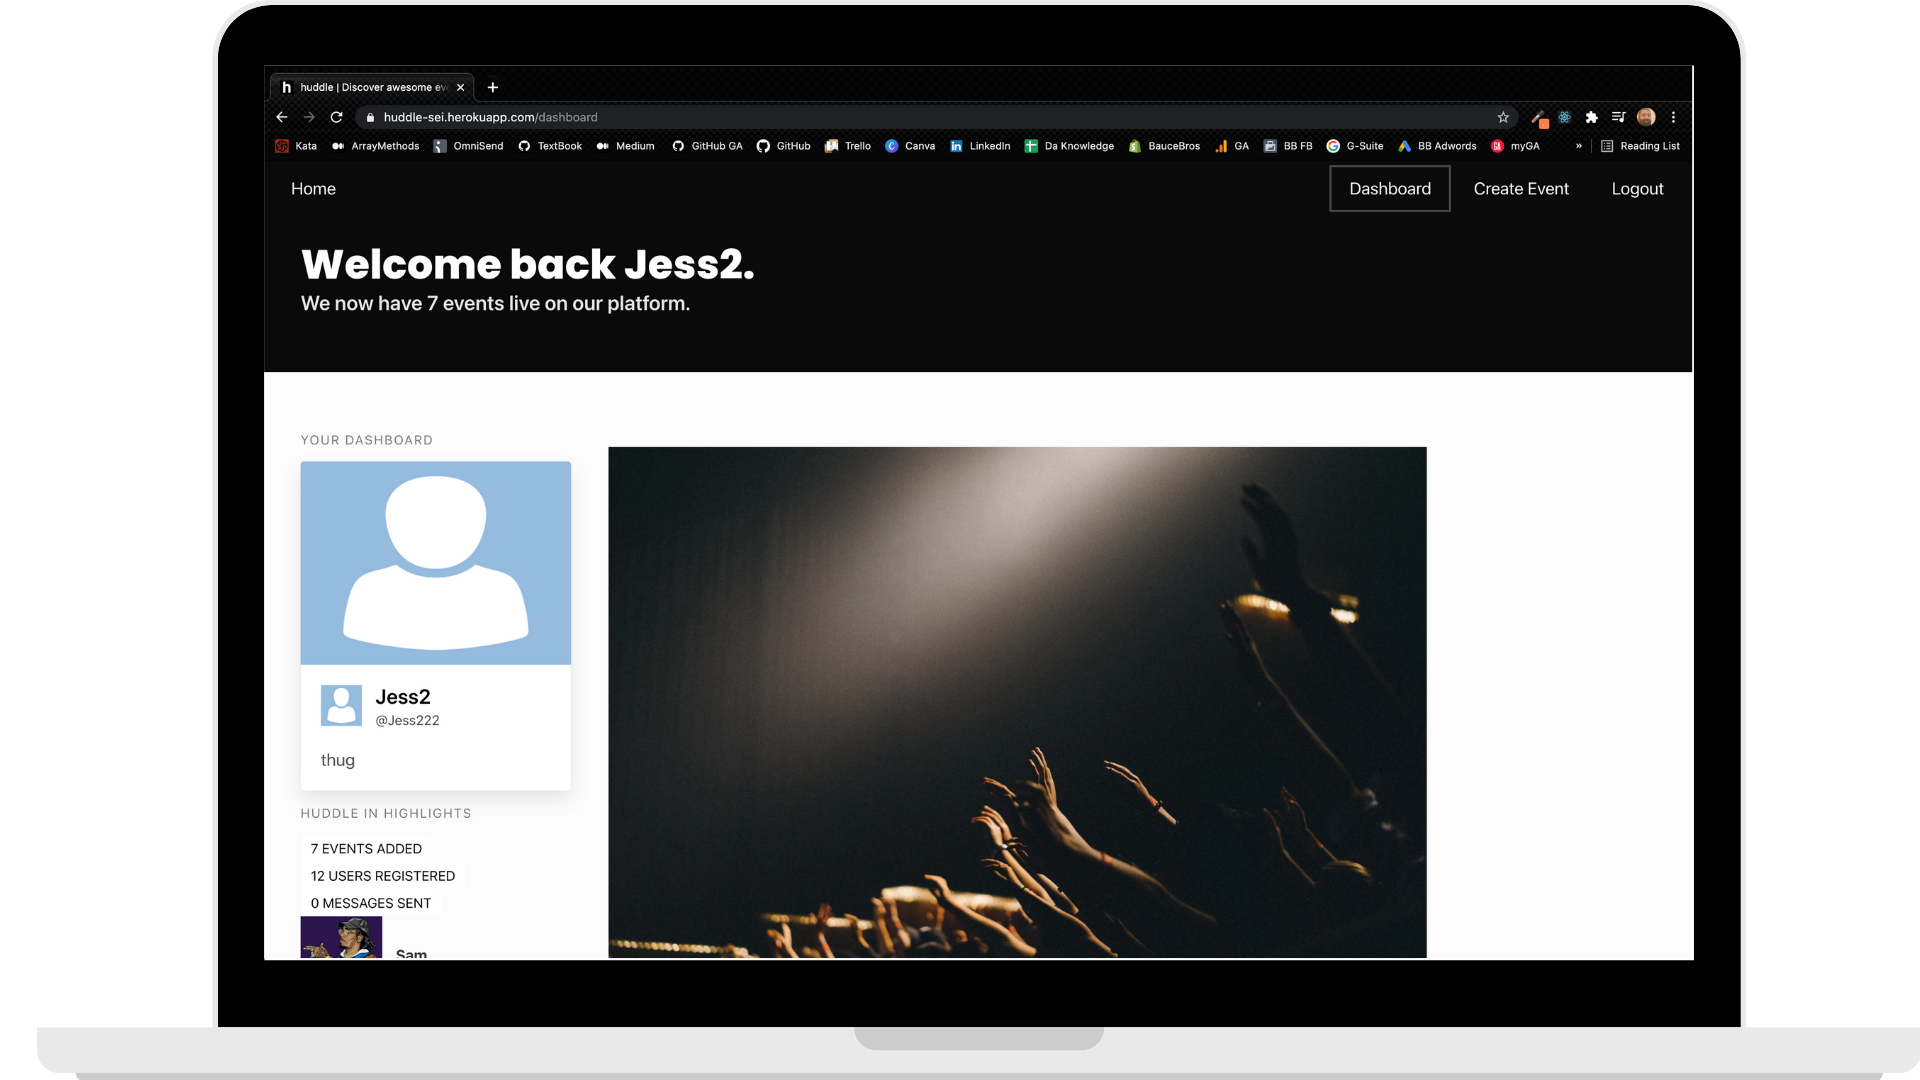 h huddle | Discover awesome ev
huddle-sei.herokuapp.com/dashboard
Kata ArrayMethods OmniSend TextBook Medium GitHub GA GitHub Trello Canva LinkedIn Da Knowledge BauceBros GA BB FB G-Suite BB Adwords myGA » Reading List
Home Dashboard Create Event Logout
Welcome back Jess2.
We now have 7 events live on our platform.
YOUR DASHBOARD
Jess2
@Jess222
thug
HUDDLE IN HIGHLIGHTS
7 EVENTS ADDED
12 USERS REGISTERED
0 MESSAGES SENT
Sam